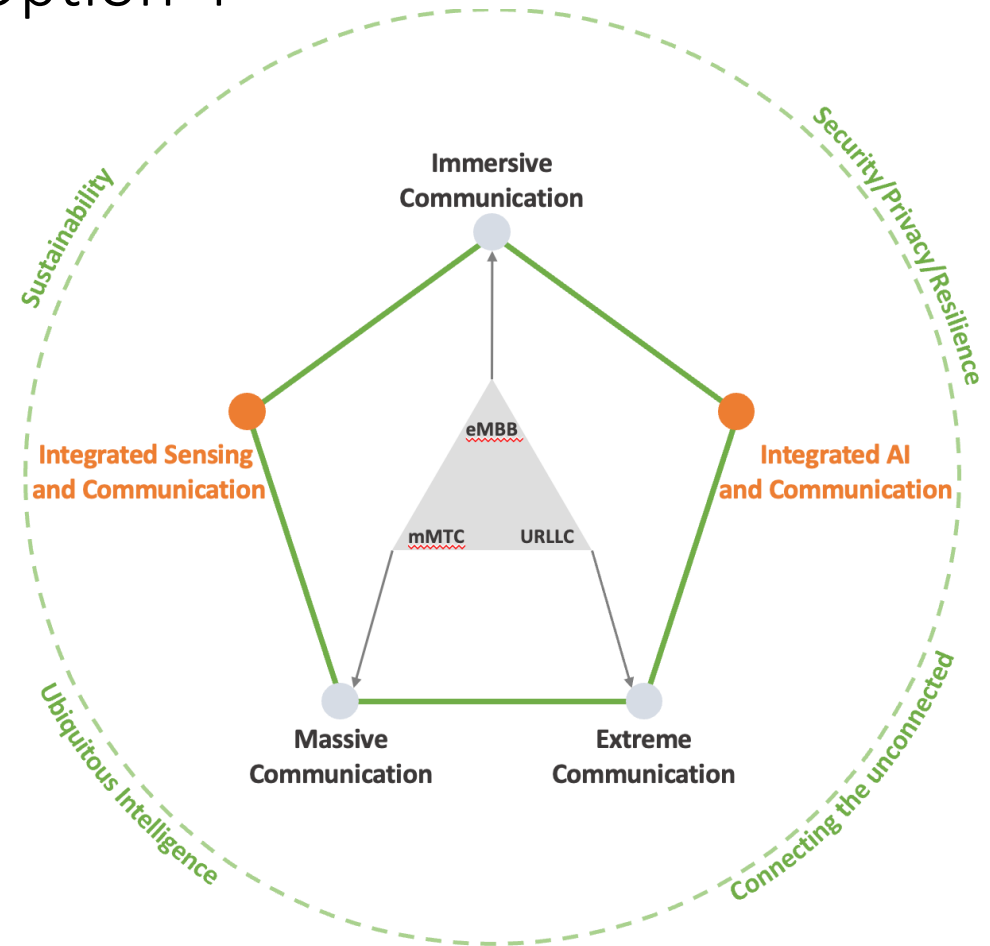 Immersive
Communication
Sustainability
Security/Privacy/Resilience
eMBB
Integrated Sensing
and Communication
Integrated AI
and Communication
mMTC
URLLC
Massive
Communication
Extreme
Communication
Ubiquitous Intelligence
Connecting the unconnected